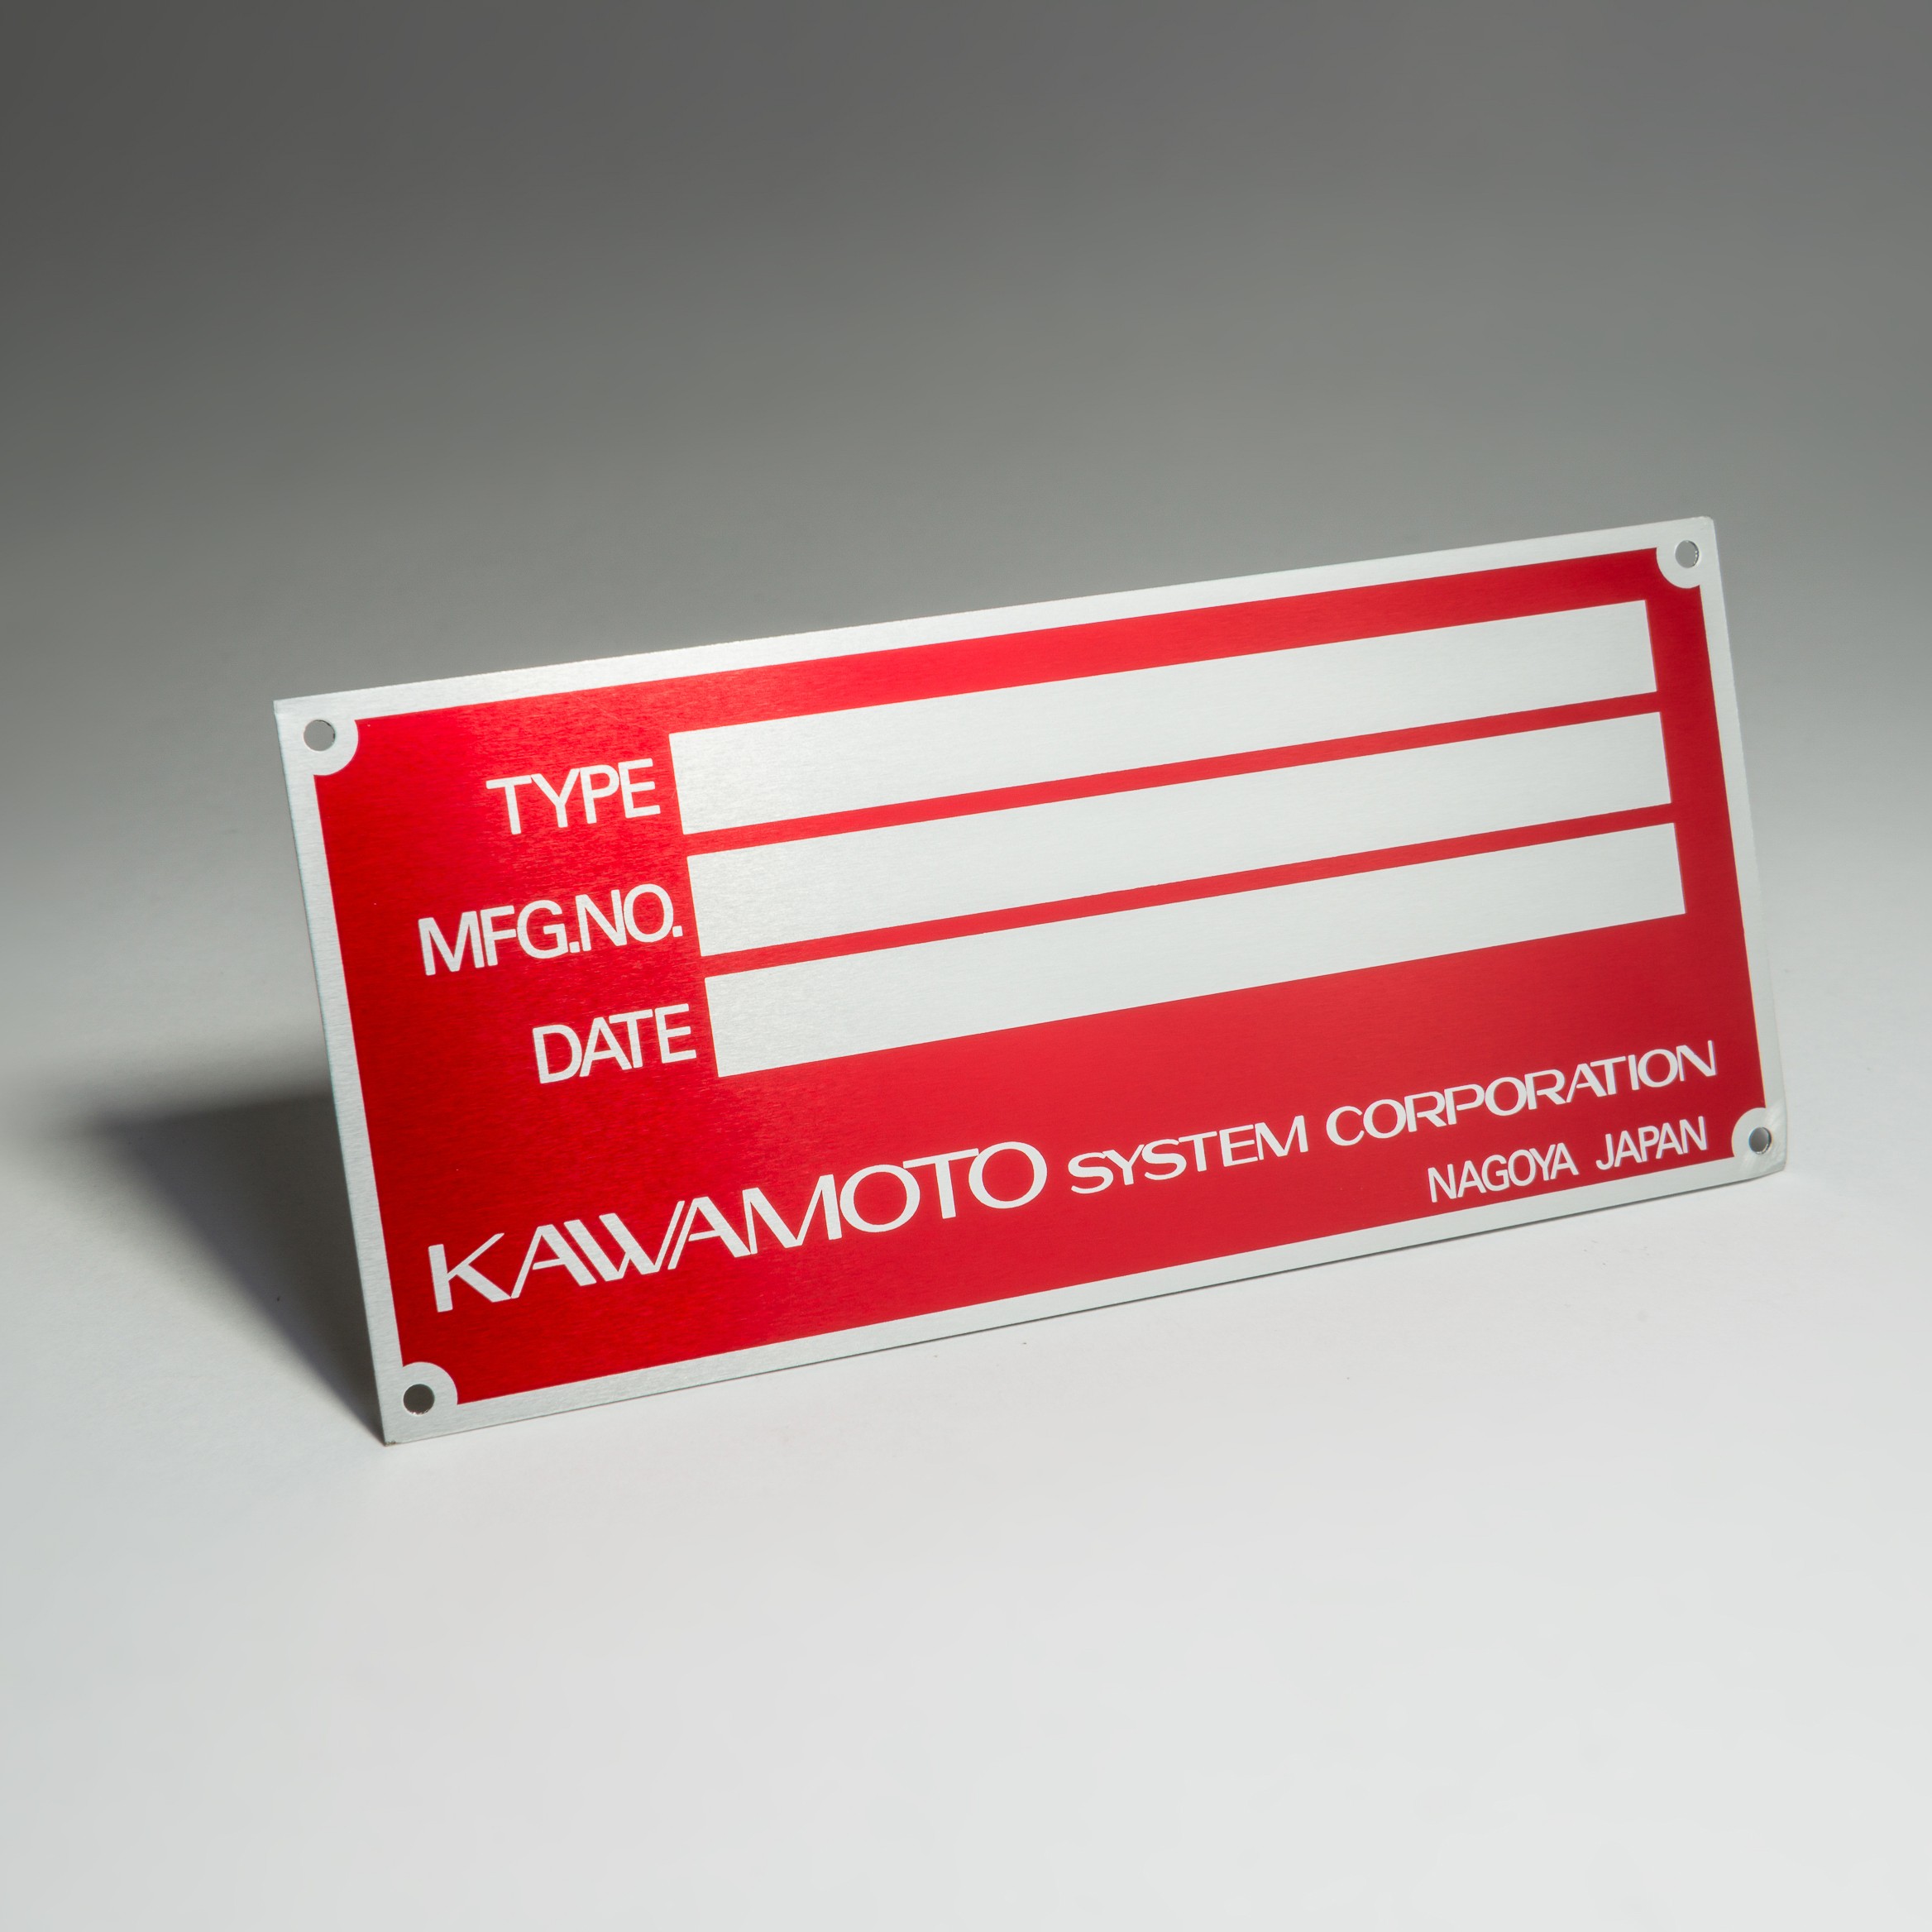 TYPE
MFG.NO.
DATE
KAWAMOTO SYSTEM CORPORATION
NAGOYA JAPAN